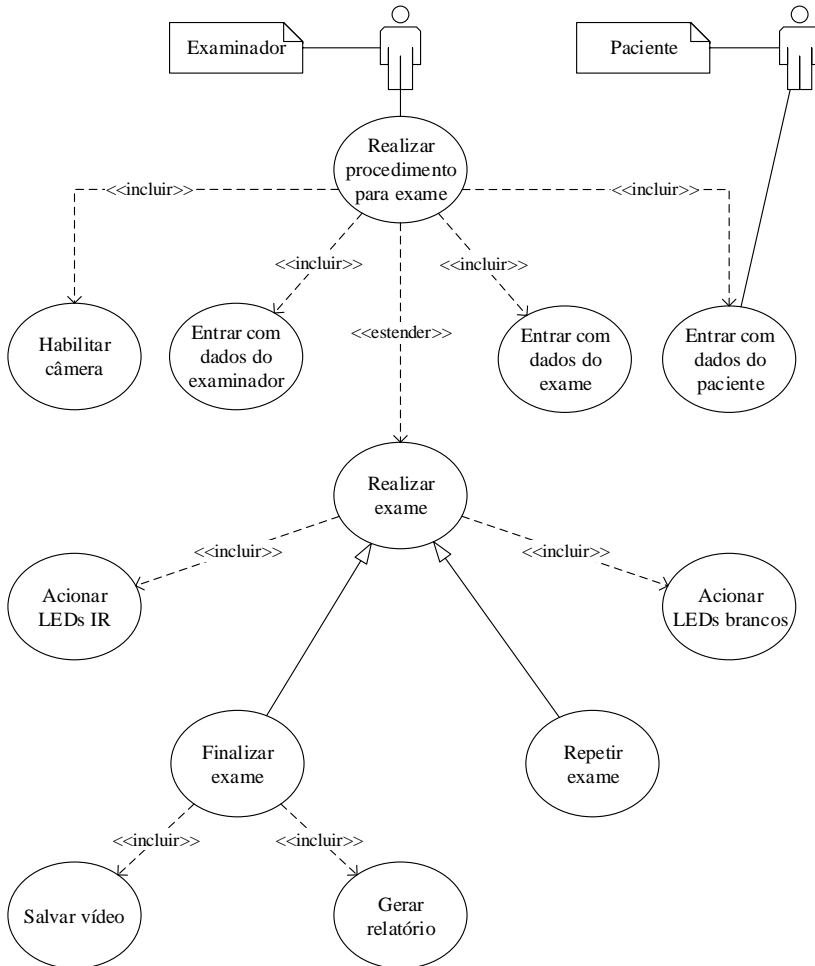 Examinador
Paciente
Realizar
procedimento
para exame
<<incluir>>
<<incluir>>
<<incluir>>
<<incluir>>
<<estender>>
Habilitar
câmera
Entrar com
dados do
examinador
Entrar com
dados do
exame
Entrar com
dados do
paciente
Realizar
exame
<<incluir>>
<<incluir>>
Acionar
LEDs IR
Acionar
LEDs brancos
Finalizar
exame
Repetir
exame
<<incluir>>
<<incluir>>
Salvar vídeo
Gerar
relatório